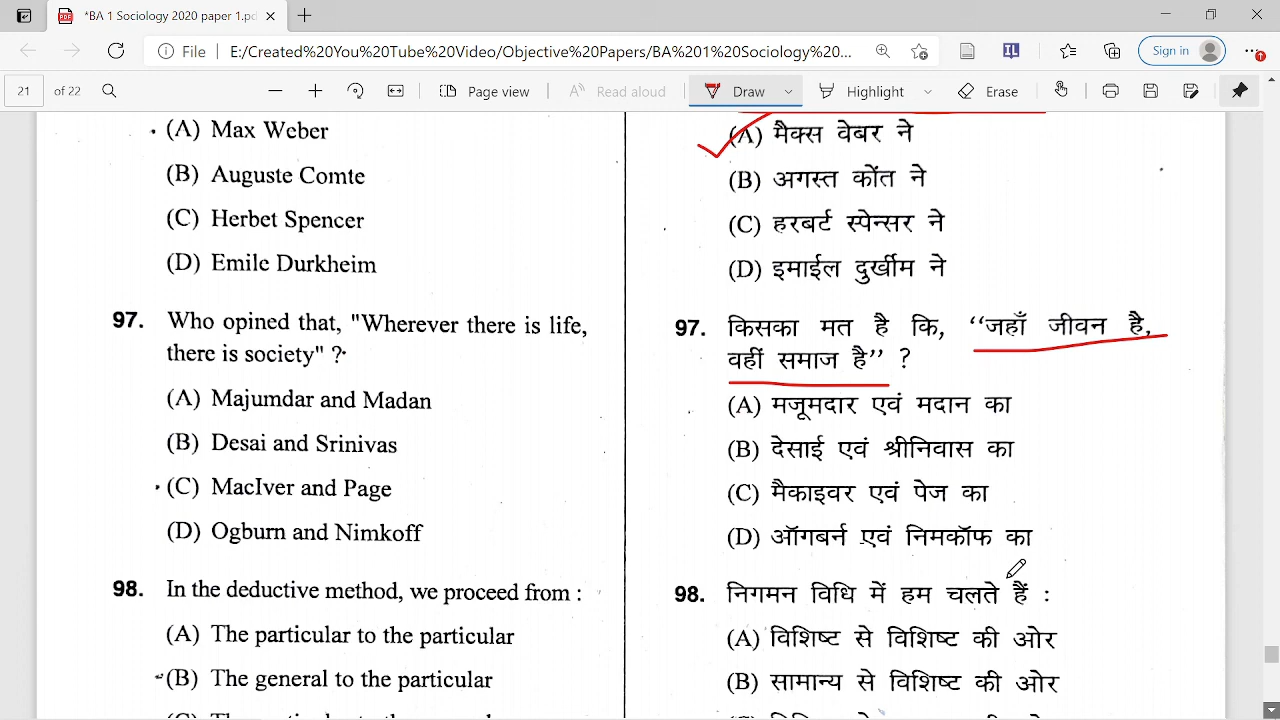 *BA 1 Sociology 2020 paper 1.pd
File E:/Created%20You%20Tube%20Video/Objective%20Papers/BA%201%20Sociology%20...
Sign in
21 of 22
Page view
Read aloud
Draw
Highlight
Erase
(A) Max Weber
(B) Auguste Comte
(C) Herbet Spencer
(D) Emile Durkheim
97. Who opined that, "Wherever there is life,
there is society" ?
(A) Majumdar and Madan
(B) Desai and Srinivas
(C) MacIver and Page
(D) Ogburn and Nimkoff
98. In the deductive method, we proceed from :
(A) The particular to the particular
(B) The general to the particular
(A) मैक्स वेबर ने
(B) अगस्त कोंत ने
(C) हरबर्ट स्पेन्सर ने
(D) इमाईल दुर्खीम ने
97. किसका मत है कि, ‘‘जहाँ जीवन है,
वहीं समाज है’’ ?
(A) मजूमदार एवं मदान का
(B) देसाई एवं श्रीनिवास का
(C) मैकाइवर एवं पेज का
(D) ऑगबर्न एवं निमकॉफ का
98. निगमन विधि में हम चलते हैं :
(A) विशिष्ट से विशिष्ट की ओर
(B) सामान्य से विशिष्ट की ओर